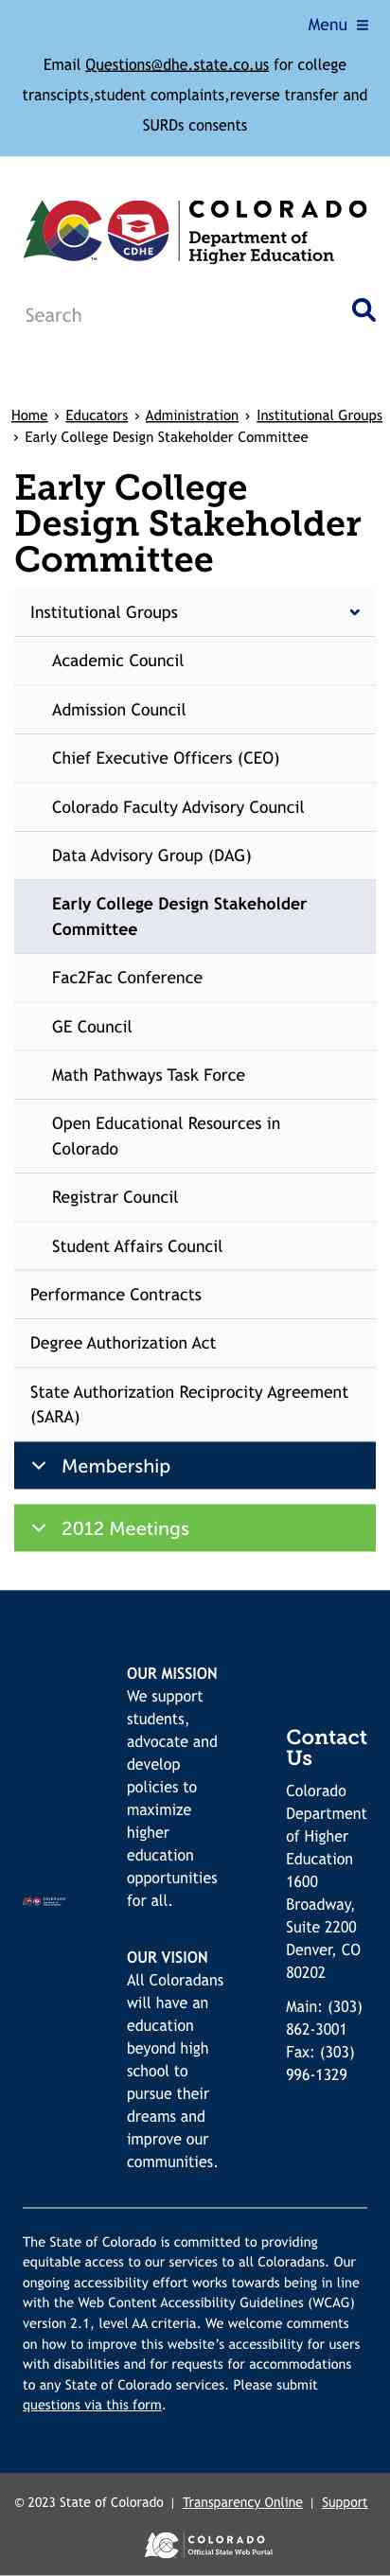 Menu
Email Questions@dhe.state.co.us for college
transcipts,student complaints,reverse transfer and
SURDs consents
COLORADO
Department of
Higher Education
CDHE
Search
Home › Educators › Administration › Institutional Groups
› Early College Design Stakeholder Committee
Early College
Design Stakeholder
Committee
Institutional Groups
Academic Council
Admission Council
Chief Executive Officers (CEO)
Colorado Faculty Advisory Council
Data Advisory Group (DAG)
Early College Design Stakeholder
Committee
Fac2Fac Conference
GE Council
Math Pathways Task Force
Open Educational Resources in
Colorado
Registrar Council
Student Affairs Council
Performance Contracts
Degree Authorization Act
State Authorization Reciprocity Agreement
(SARA)
Membership
2012 Meetings
OUR MISSION
We support
students,
advocate and
develop
policies to
maximize
higher
education
opportunities
for all.
OUR VISION
All Coloradans
will have an
education
beyond high
school to
pursue their
dreams and
improve our
communities.
Contact
Us
Colorado
Department
of Higher
Education
1600
Broadway,
Suite 2200
Denver, CO
80202
Main: (303)
862-3001
Fax: (303)
996-1329
The State of Colorado is committed to providing
equitable access to our services to all Coloradans. Our
ongoing accessibility effort works towards being in line
with the Web Content Accessibility Guidelines (WCAG)
version 2.1, level AA criteria. We welcome comments
on how to improve this website's accessibility for users
with disabilities and for requests for accommodations
to any State of Colorado services. Please submit
questions via this form.
© 2023 State of Colorado | Transparency Online | Support
COLORADO
Official State Web Portal